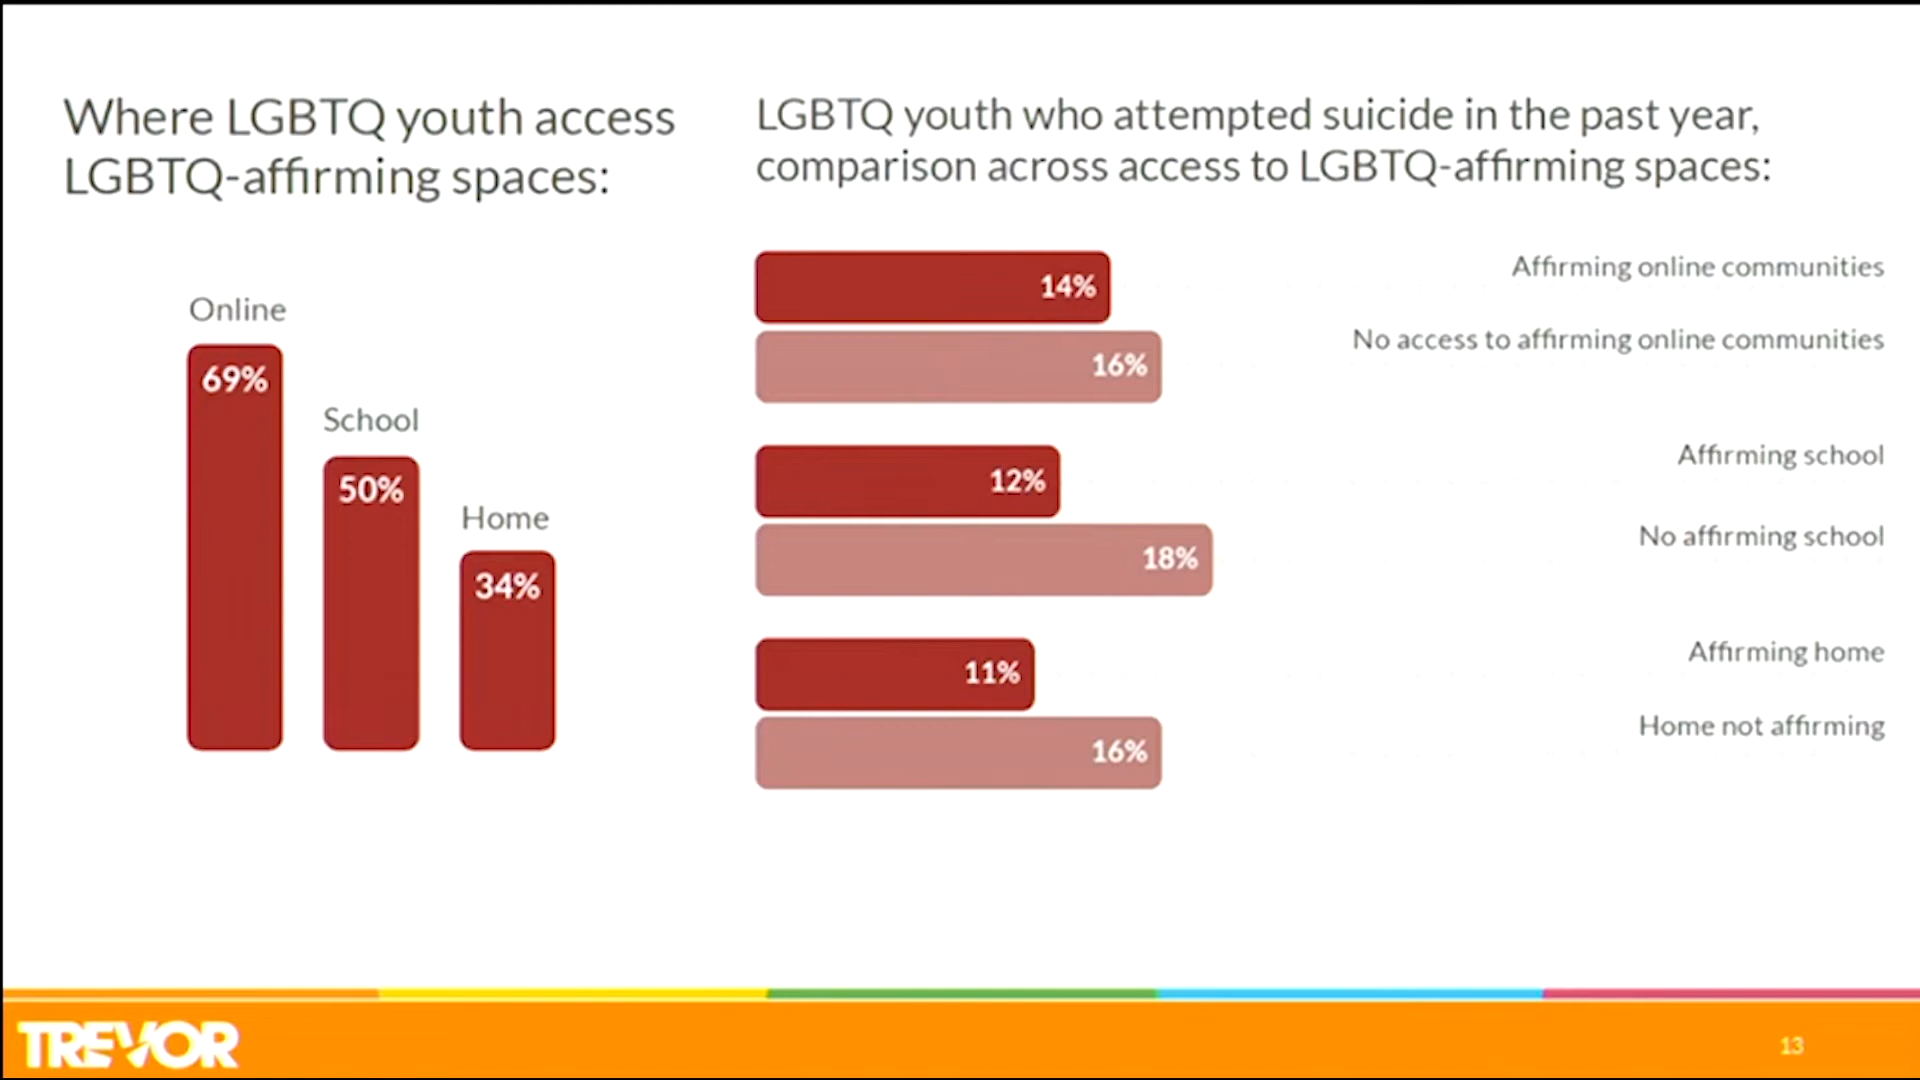 Where LGBTQ youth access
LGBTQ-affirming spaces:
Online
69%
School
50%
Home
34%
LGBTQ youth who attempted suicide in the past year,
comparison across access to LGBTQ-affirming spaces:
14%
Affirming online communities
16%
No access to affirming online communities
12%
Affirming school
18%
No affirming school
11%
Affirming home
16%
Home not affirming
TREVOR
13